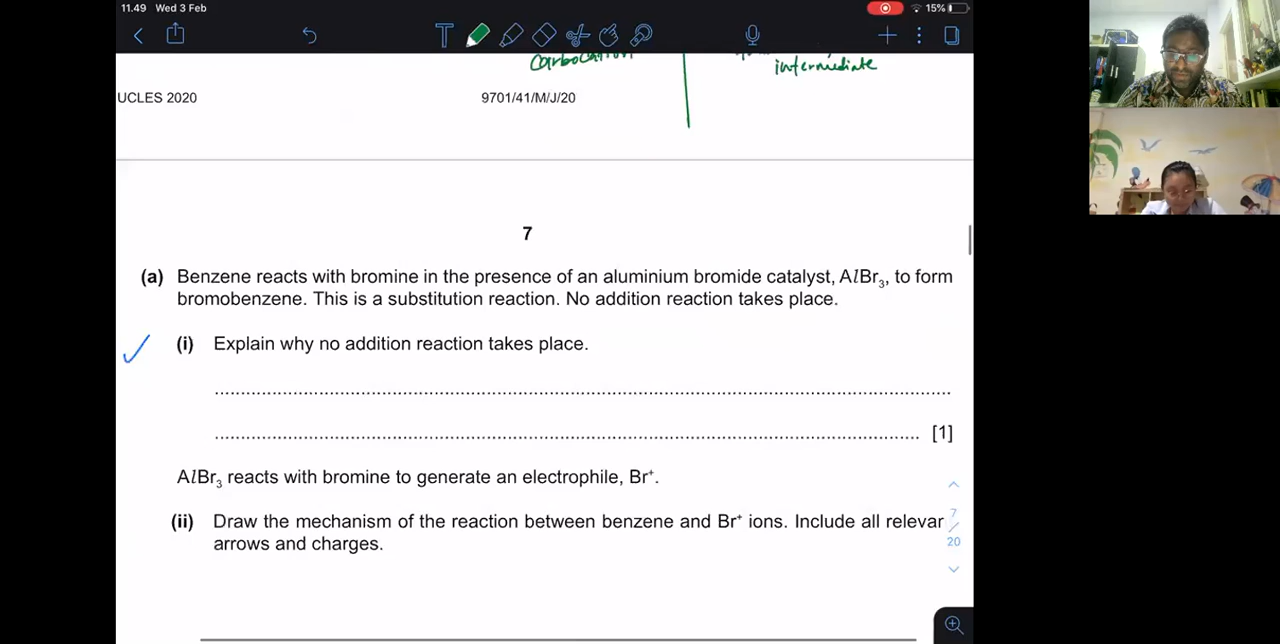 11.49 Wed 3 Feb
15%
carbocation
intermediate
UCLES 2020
9701/41/M/J/20
7
(a) Benzene reacts with bromine in the presence of an aluminium bromide catalyst, AlBr₃, to form
bromobenzene. This is a substitution reaction. No addition reaction takes place.
(i) Explain why no addition reaction takes place.
[1]
AlBr₃ reacts with bromine to generate an electrophile, Br⁺.
(ii) Draw the mechanism of the reaction between benzene and Br⁺ ions. Include all relevar
arrows and charges.
7
/
20